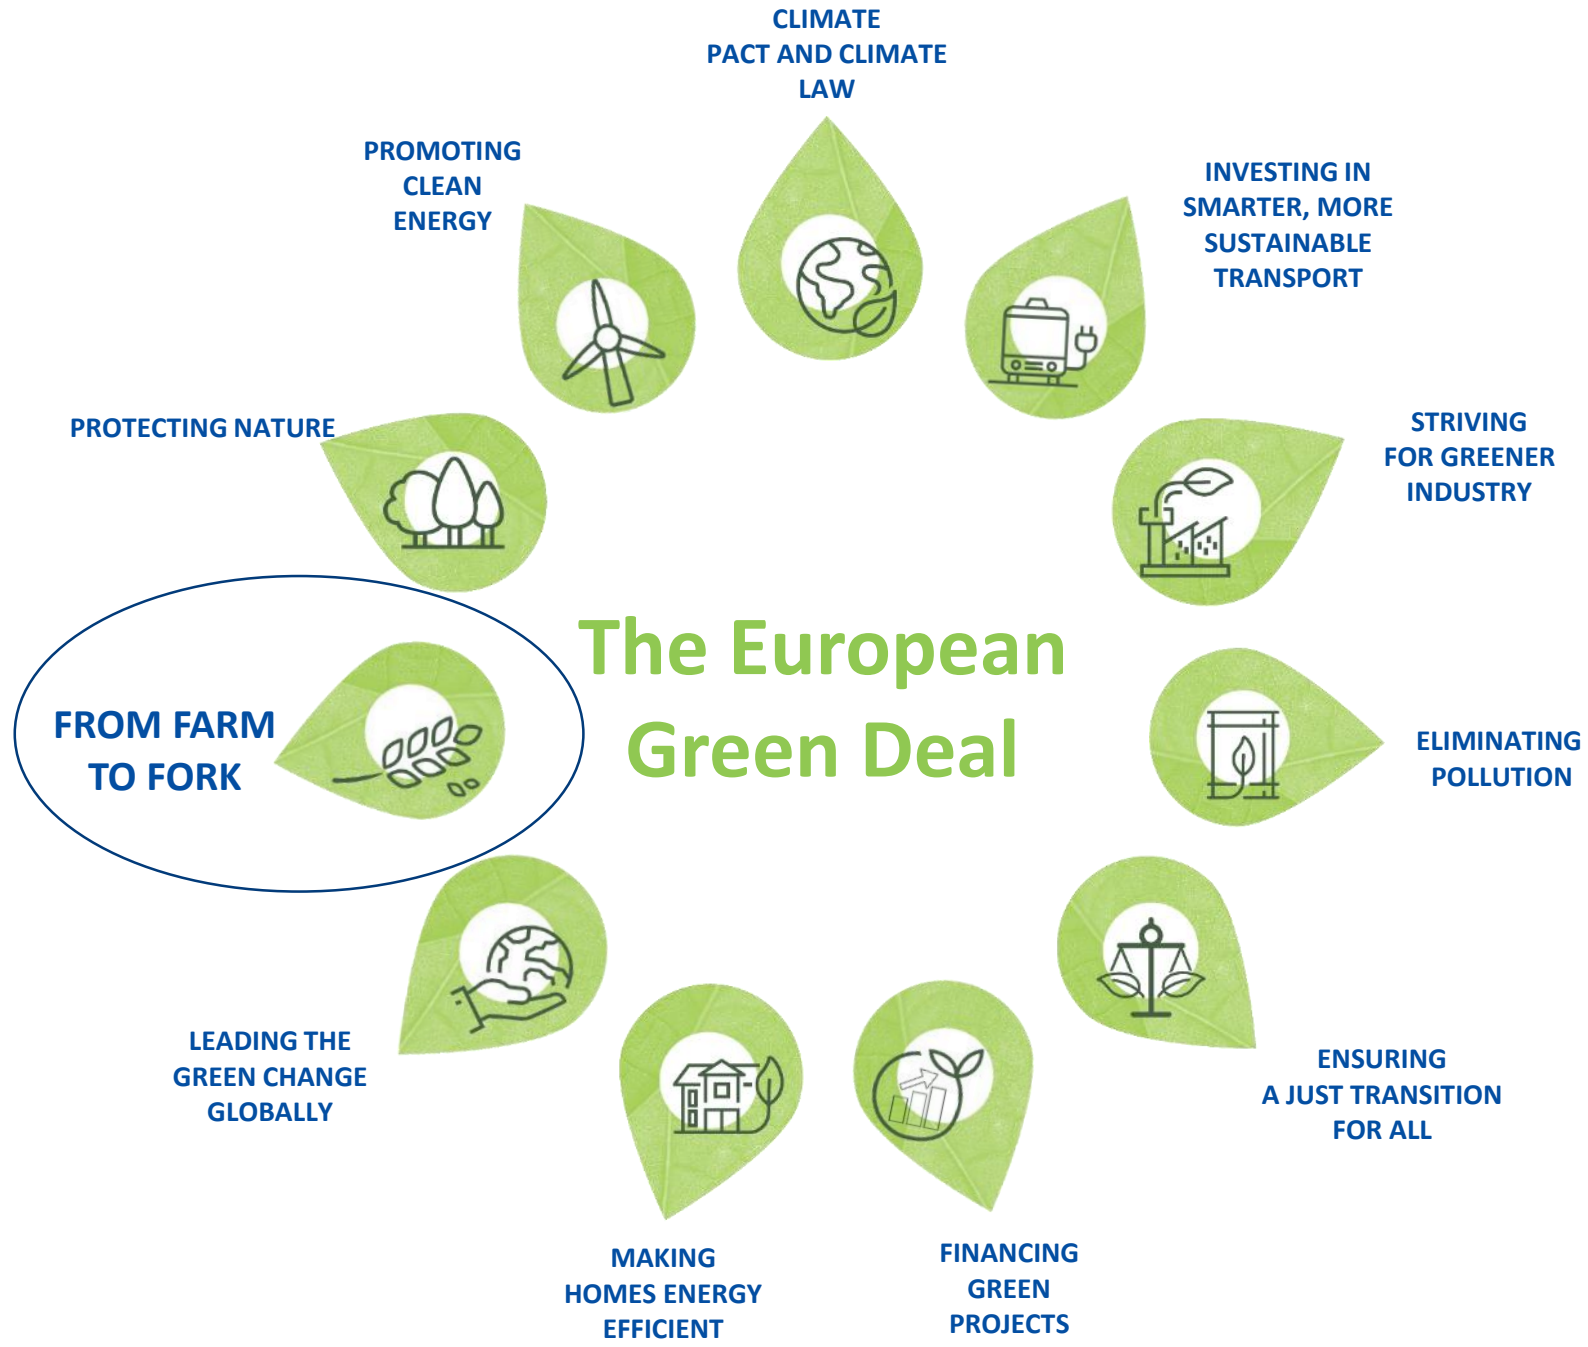 CLIMATE
PACT AND CLIMATE
LAW
PROMOTING
CLEAN
ENERGY
INVESTING IN
SMARTER, MORE
SUSTAINABLE
TRANSPORT
PROTECTING NATURE
STRIVING
FOR GREENER
INDUSTRY
The European
Green Deal
FROM FARM
TO FORK
ELIMINATING
POLLUTION
LEADING THE
GREEN CHANGE
GLOBALLY
ENSURING
A JUST TRANSITION
FOR ALL
MAKING
HOMES ENERGY
EFFICIENT
FINANCING
GREEN
PROJECTS